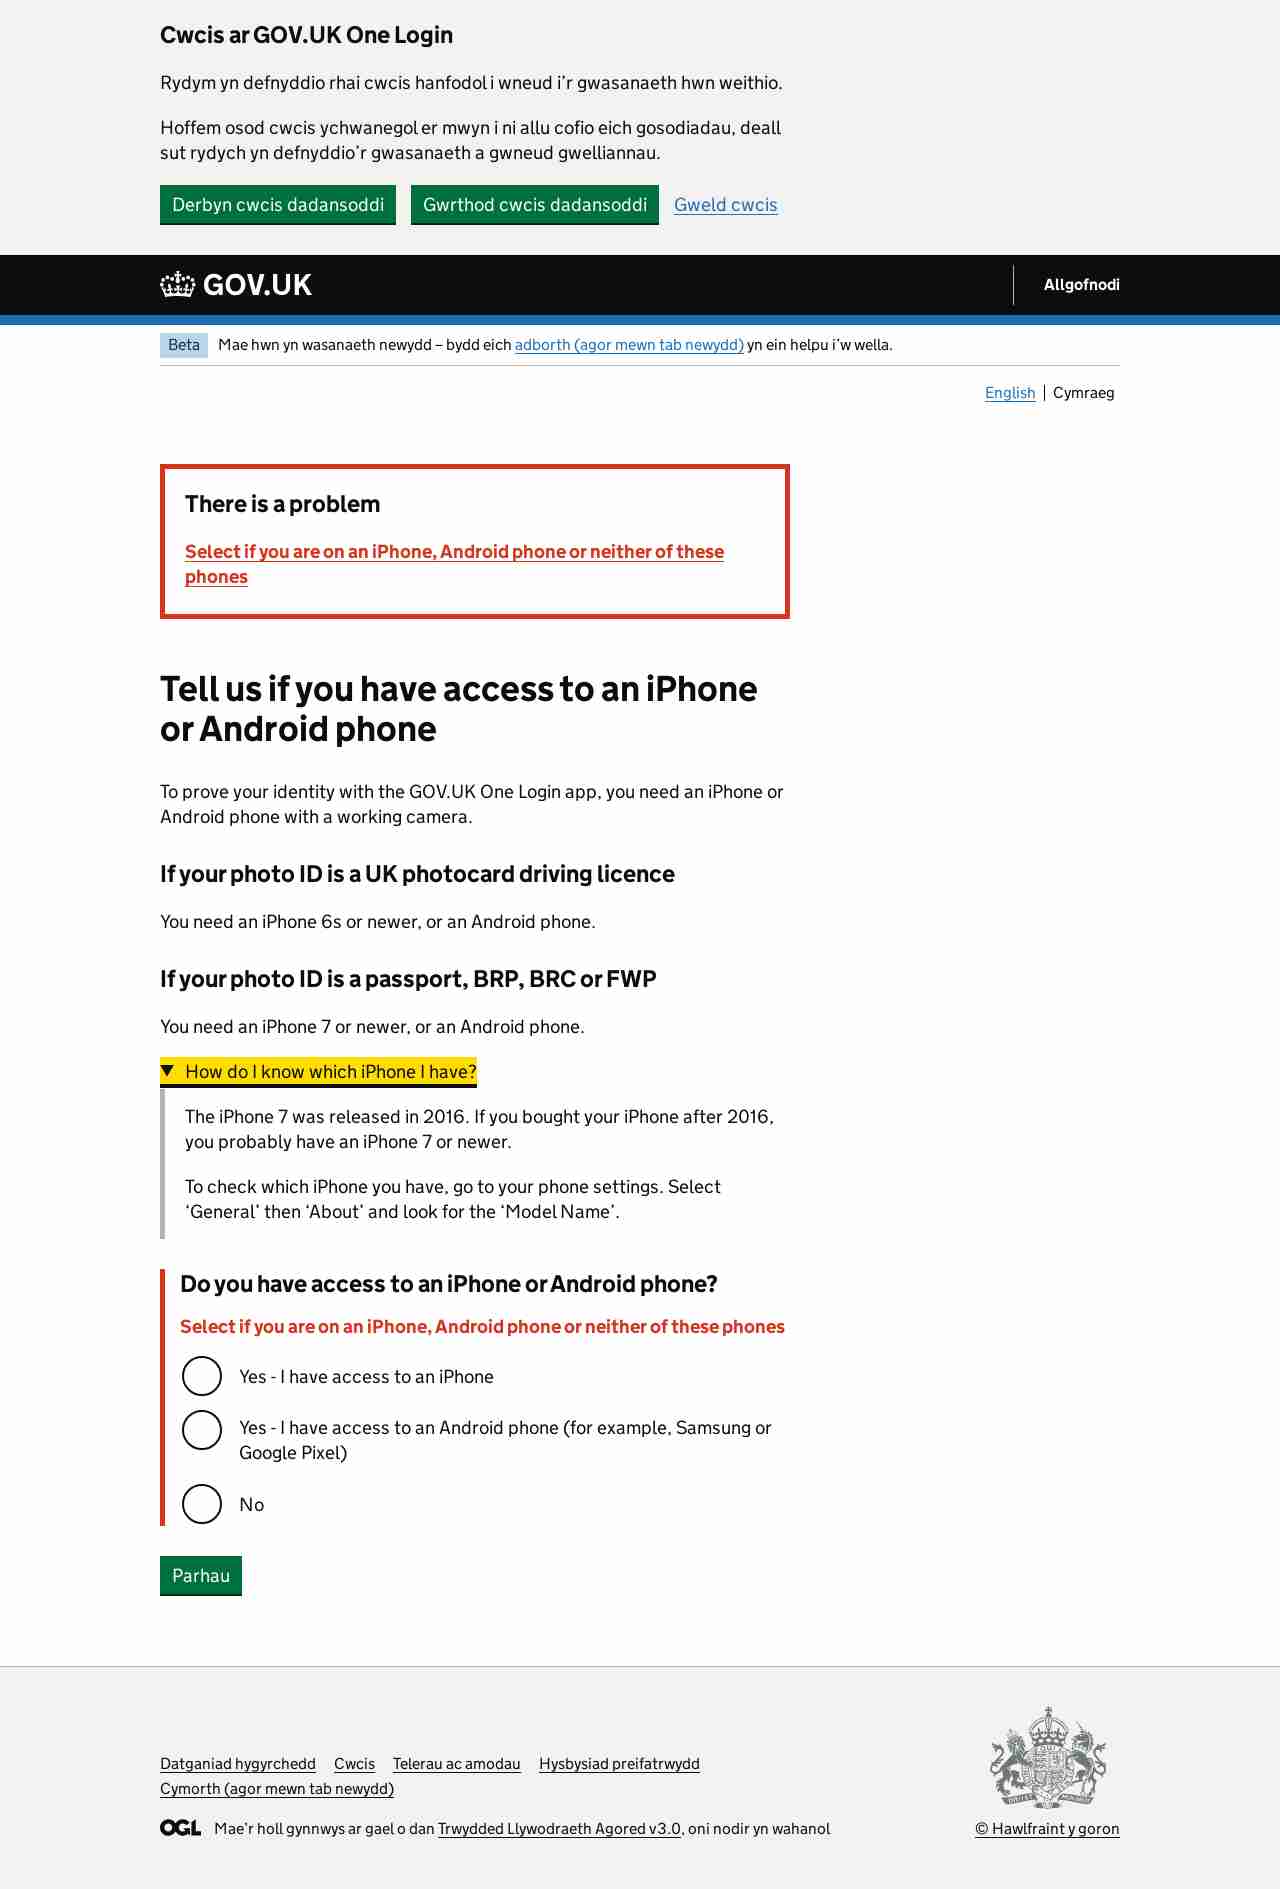 Cwcis ar GOV.UK One Login
Rydym yn defnyddio rhai cwcis hanfodol i wneud i’r gwasanaeth hwn weithio.
Hoffem osod cwcis ychwanegol er mwyn i ni allu cofio eich gosodiadau, deall
sut rydych yn defnyddio’r gwasanaeth a gwneud gwelliannau.
Derbyn cwcis dadansoddi Gwrthod cwcis dadansoddi Gweld cwcis
GOV.UK Allgofnodi
Beta Mae hwn yn wasanaeth newydd – bydd eich adborth (agor mewn tab newydd) yn ein helpu i’w wella.
English | Cymraeg
There is a problem
Select if you are on an iPhone, Android phone or neither of these
phones
Tell us if you have access to an iPhone
or Android phone
To prove your identity with the GOV.UK One Login app, you need an iPhone or
Android phone with a working camera.
If your photo ID is a UK photocard driving licence
You need an iPhone 6s or newer, or an Android phone.
If your photo ID is a passport, BRP, BRC or FWP
You need an iPhone 7 or newer, or an Android phone.
How do I know which iPhone I have?
The iPhone 7 was released in 2016. If you bought your iPhone after 2016,
you probably have an iPhone 7 or newer.
To check which iPhone you have, go to your phone settings. Select
‘General’ then ‘About’ and look for the ‘Model Name’.
Do you have access to an iPhone or Android phone?
Select if you are on an iPhone, Android phone or neither of these phones
Yes - I have access to an iPhone
Yes - I have access to an Android phone (for example, Samsung or
Google Pixel)
No
Parhau
Datganiad hygyrchedd Cwcis Telerau ac amodau Hysbysiad preifatrwydd
Cymorth (agor mewn tab newydd)
OGL Mae’r holl gynnwys ar gael o dan Trwydded Llywodraeth Agored v3.0, oni nodir yn wahanol
© Hawlfraint y goron